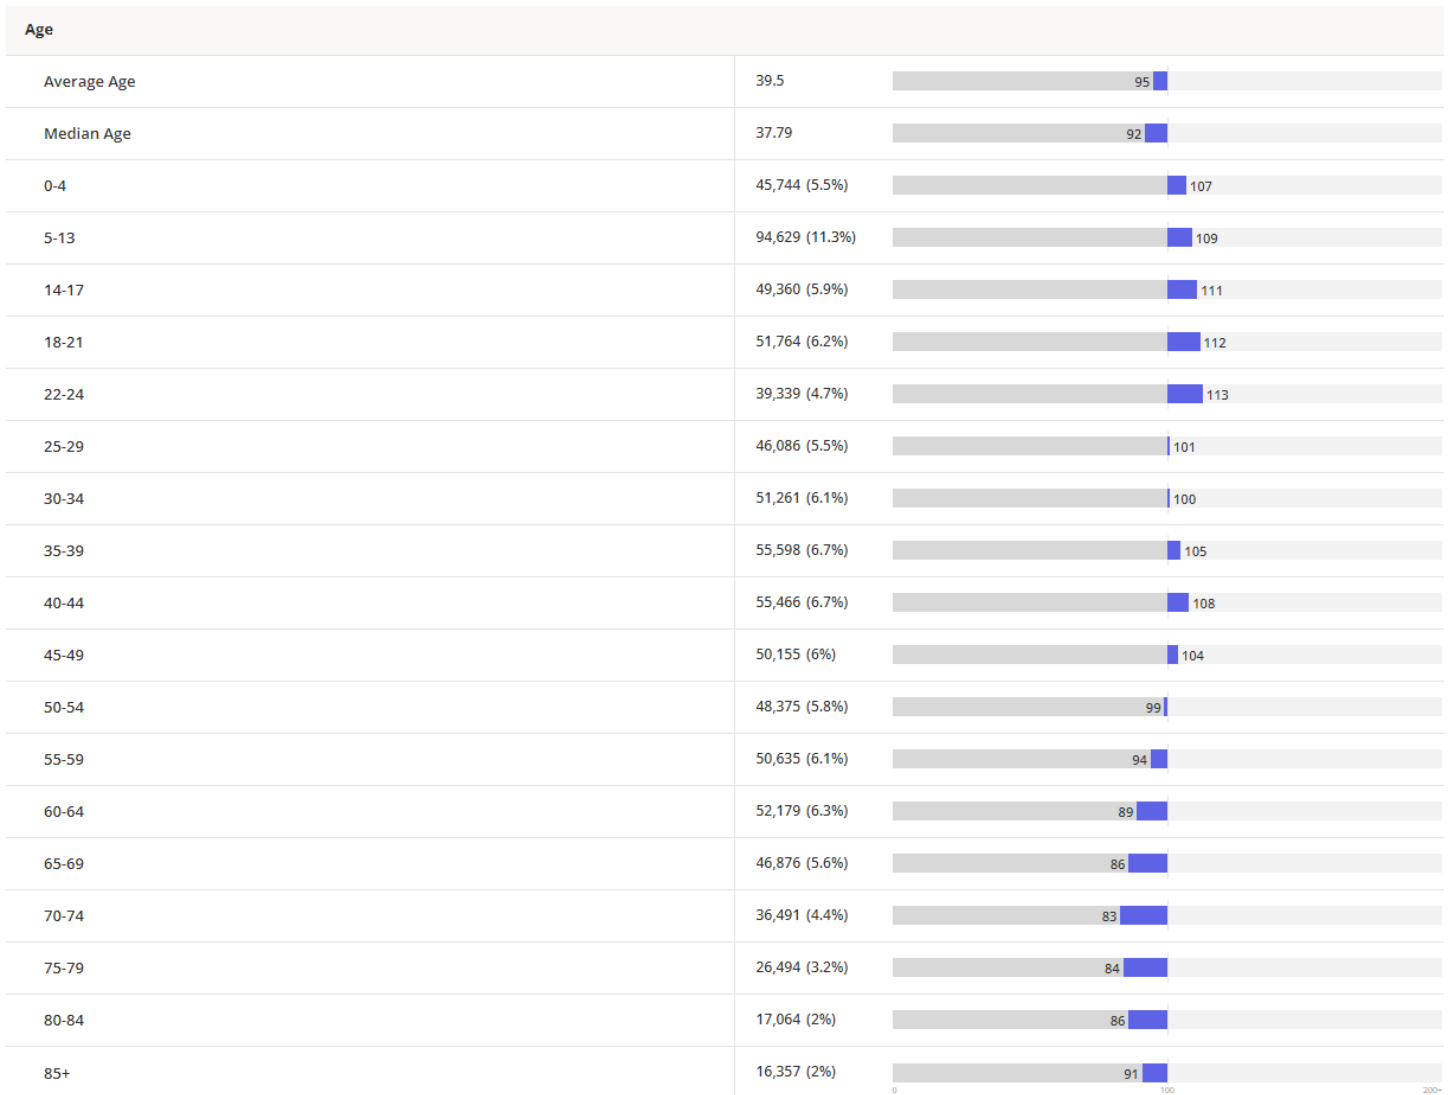 Age
Average Age 39.5 95
Median Age 37.79 92
0-4 45,744 (5.5%) 107
5-13 94,629 (11.3%) 109
14-17 49,360 (5.9%) 111
18-21 51,764 (6.2%) 112
22-24 39,339 (4.7%) 113
25-29 46,086 (5.5%) 101
30-34 51,261 (6.1%) 100
35-39 55,598 (6.7%) 105
40-44 55,466 (6.7%) 108
45-49 50,155 (6%) 104
50-54 48,375 (5.8%) 99
55-59 50,635 (6.1%) 94
60-64 52,179 (6.3%) 89
65-69 46,876 (5.6%) 86
70-74 36,491 (4.4%) 83
75-79 26,494 (3.2%) 84
80-84 17,064 (2%) 86
85+ 16,357 (2%) 91
0 100 200+